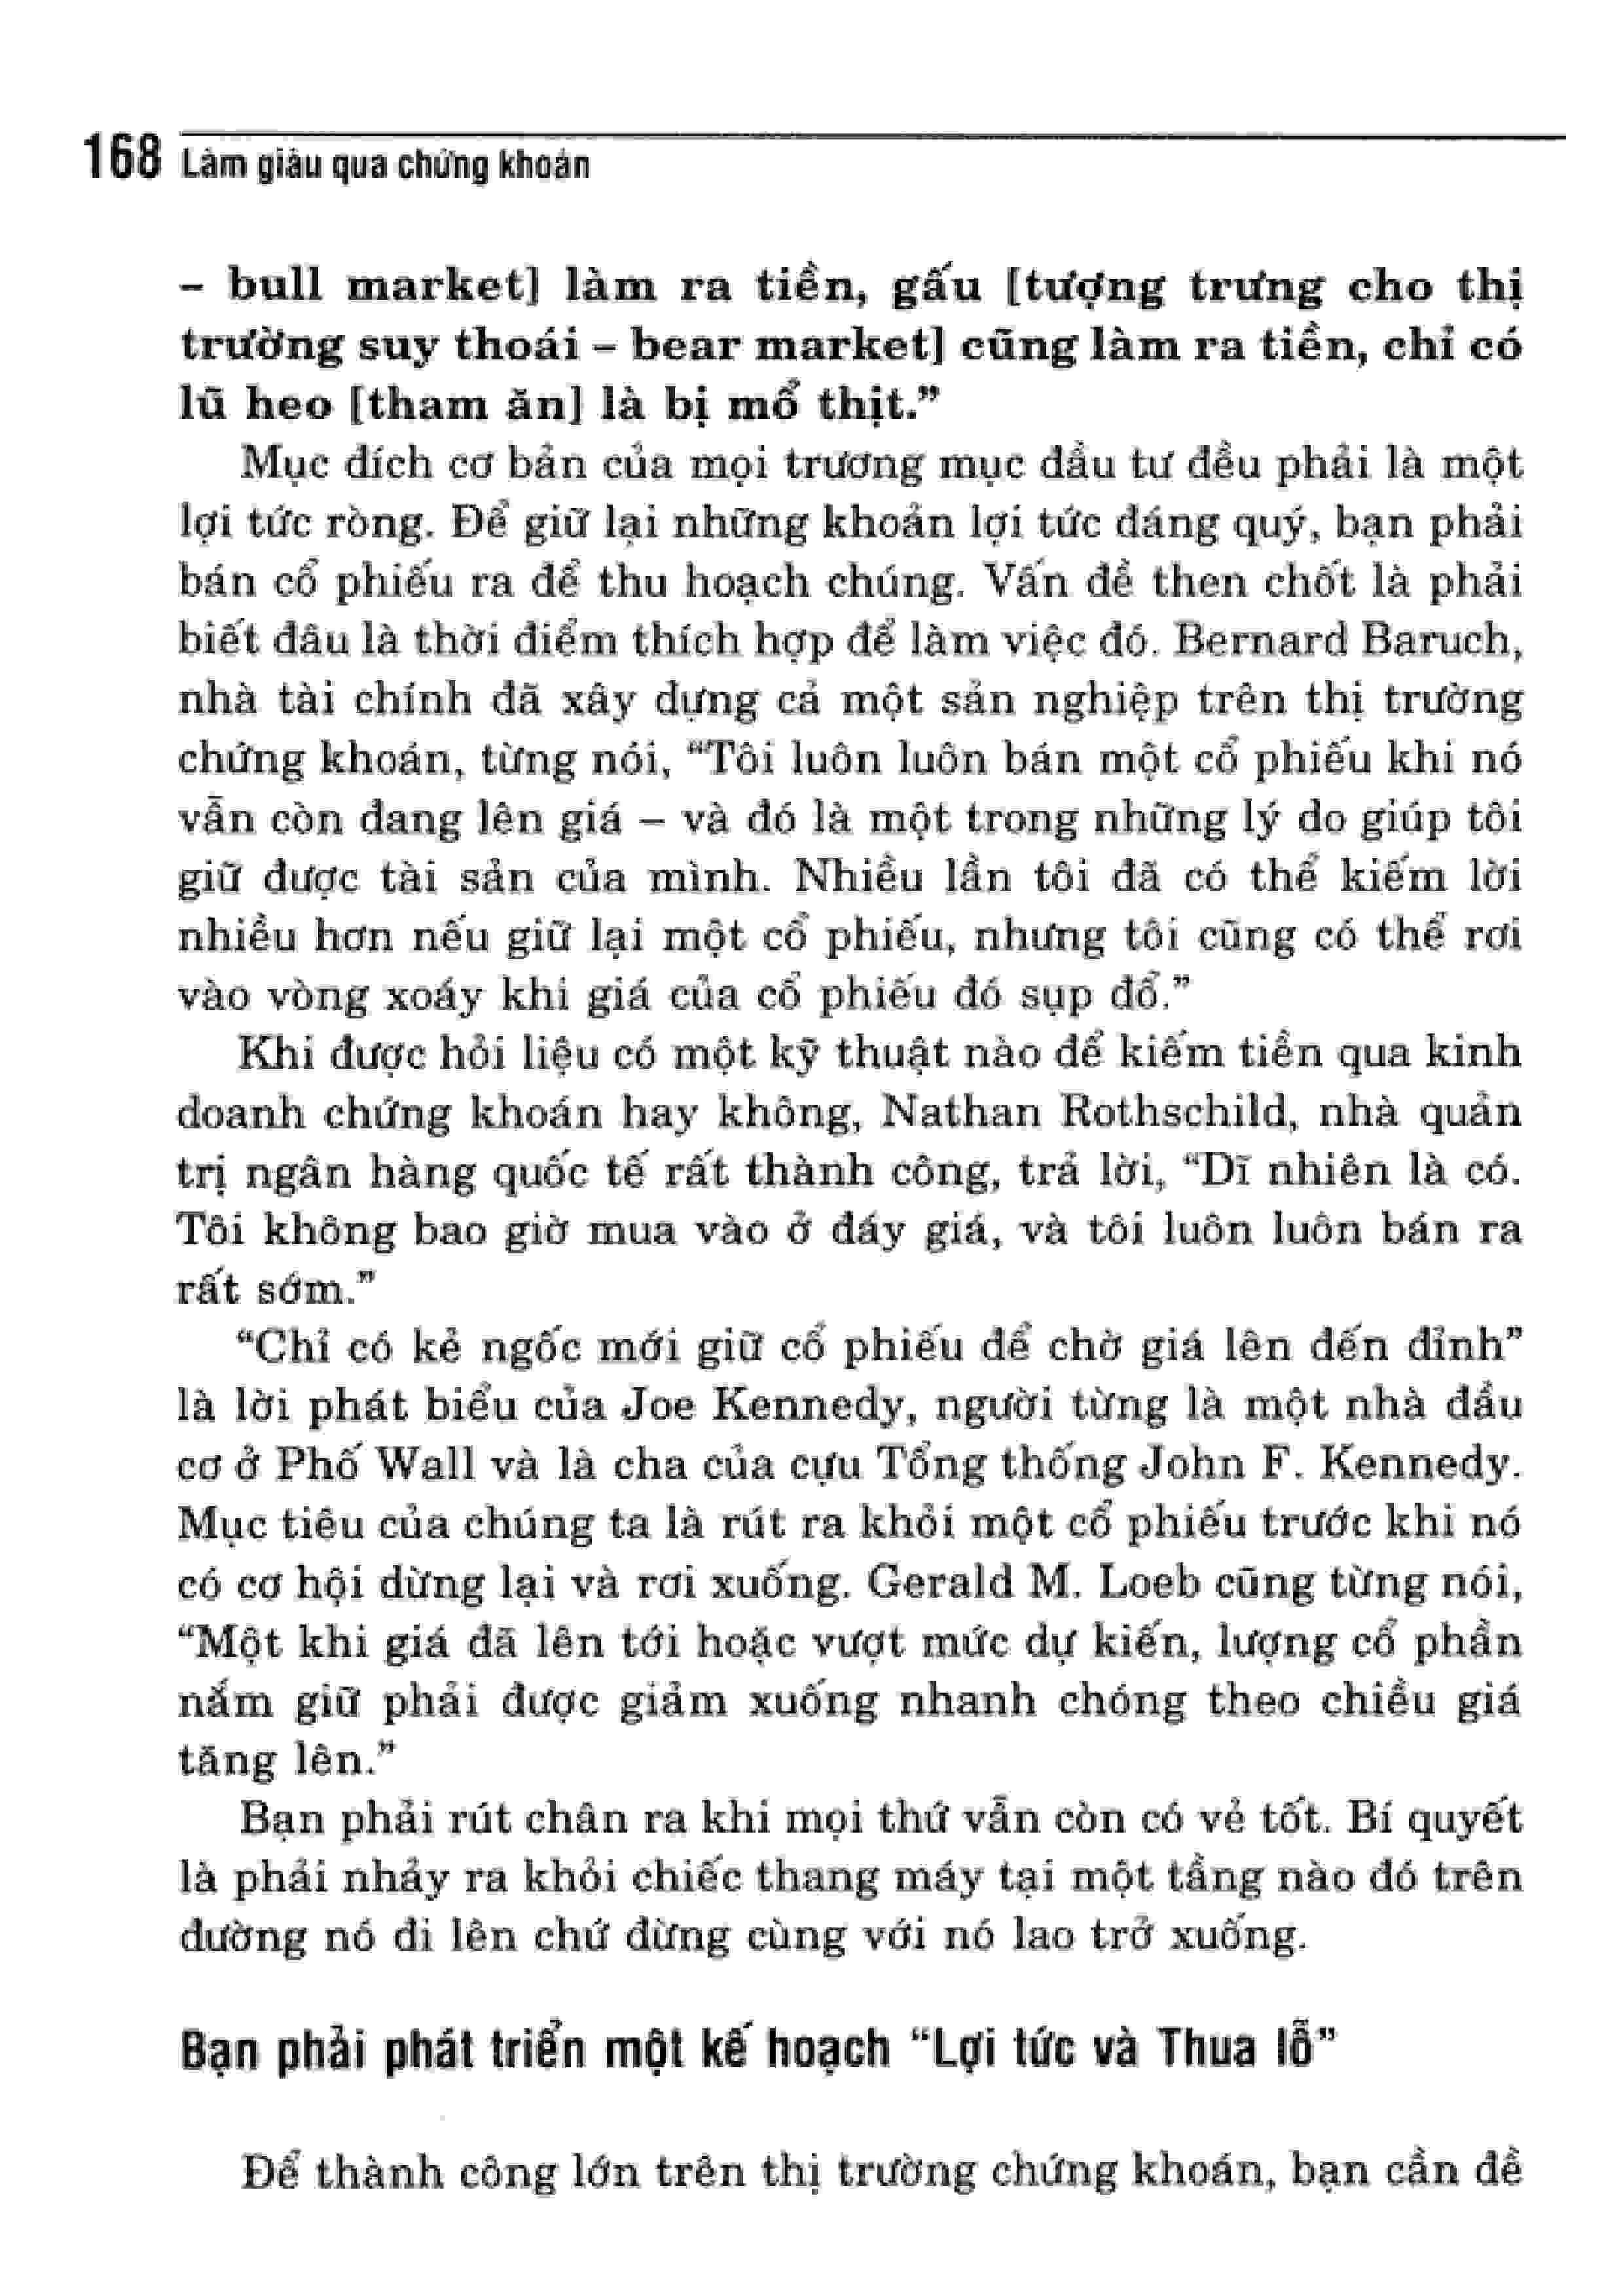 168 Làm giàu qua chứng khoán
– bull market] làm ra tiền, gấu [tượng trưng cho thị
trường suy thoái – bear market] cũng làm ra tiền, chỉ có
lũ heo [tham ăn] là bị mổ thịt.”
Mục đích cơ bản của mọi trương mục đầu tư đều phải là một
lợi tức ròng. Để giữ lại những khoản lợi tức đáng quý, bạn phải
bán cổ phiếu ra để thu hoạch chúng. Vấn đề then chốt là phải
biết đâu là thời điểm thích hợp để làm việc đó. Bernard Baruch,
nhà tài chính đã xây dựng cả một sản nghiệp trên thị trường
chứng khoán, từng nói, “Tôi luôn luôn bán một cổ phiếu khi nó
vẫn còn đang lên giá – và đó là một trong những lý do giúp tôi
giữ được tài sản của mình. Nhiều lần tôi đã có thể kiếm lời
nhiều hơn nếu giữ lại một cổ phiếu, nhưng tôi cũng có thể rơi
vào vòng xoáy khi giá của cổ phiếu đó sụp đổ.”
Khi được hỏi liệu có một kỹ thuật nào để kiếm tiền qua kinh
doanh chứng khoán hay không, Nathan Rothschild, nhà quản
trị ngân hàng quốc tế rất thành công, trả lời, “Dĩ nhiên là có.
Tôi không bao giờ mua vào ở đáy giá, và tôi luôn luôn bán ra
rất sớm.”
“Chỉ có kẻ ngốc mới giữ cổ phiếu để chờ giá lên đến đỉnh”
là lời phát biểu của Joe Kennedy, người từng là một nhà đầu
cơ ở Phố Wall và là cha của cựu Tổng thống John F. Kennedy.
Mục tiêu của chúng ta là rút ra khỏi một cổ phiếu trước khi nó
có cơ hội dừng lại và rơi xuống. Gerald M. Loeb cũng từng nói,
“Một khi giá đã lên tới hoặc vượt mức dự kiến, lượng cổ phần
nắm giữ phải được giảm xuống nhanh chóng theo chiều giá
tăng lên.”
Bạn phải rút chân ra khi mọi thứ vẫn còn có vẻ tốt. Bí quyết
là phải nhảy ra khỏi chiếc thang máy tại một tầng nào đó trên
đường nó đi lên chứ đừng cùng với nó lao trở xuống.
Bạn phải phát triển một kế hoạch “Lợi tức và Thua lỗ”
Để thành công lớn trên thị trường chứng khoán, bạn cần đề